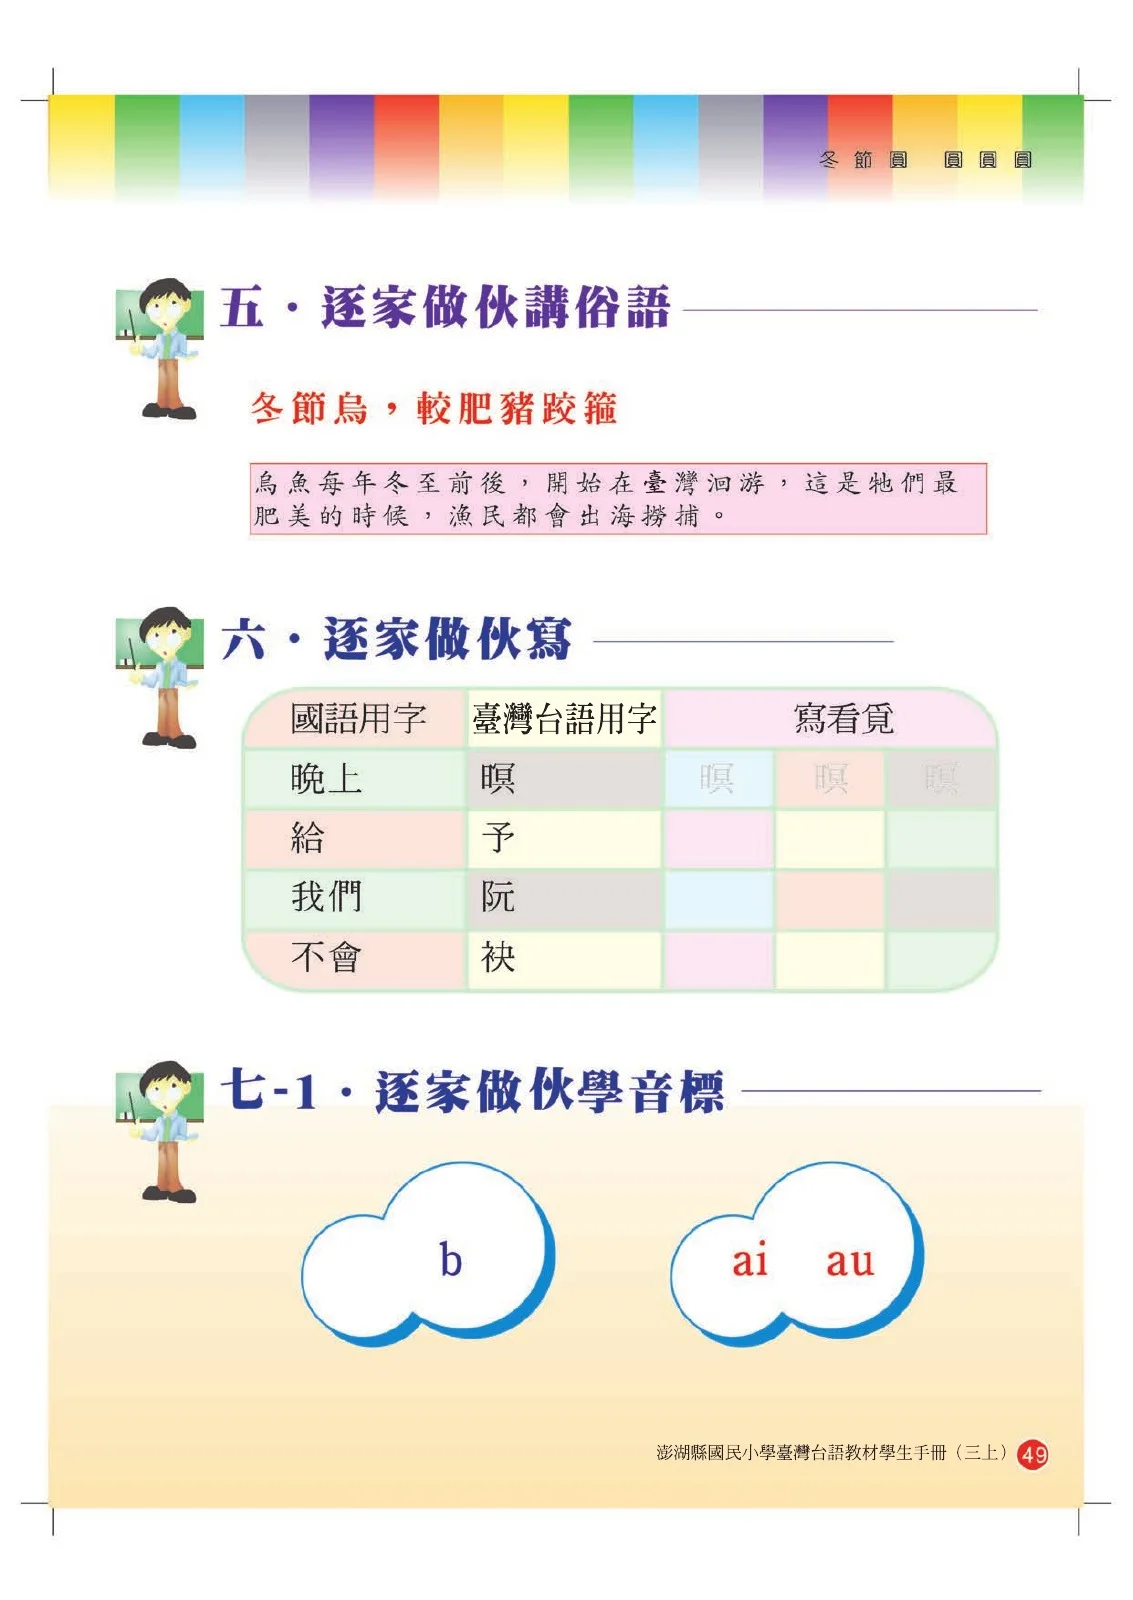 冬節圓 圓圓圓
五．逐家做伙講俗語
冬節烏，較肥豬跤箍
烏魚每年冬至前後，開始在臺灣洄游，這是牠們最
肥美的時候，漁民都會出海撈捕。
六．逐家做伙寫
國語用字 臺灣台語用字 寫看覓
晚上 暝 暝 暝 暝
給 予
我們 阮
不會 袂
七-1．逐家做伙學音標
b ai au
澎湖縣國民小學臺灣台語教材學生手冊（三上） 49